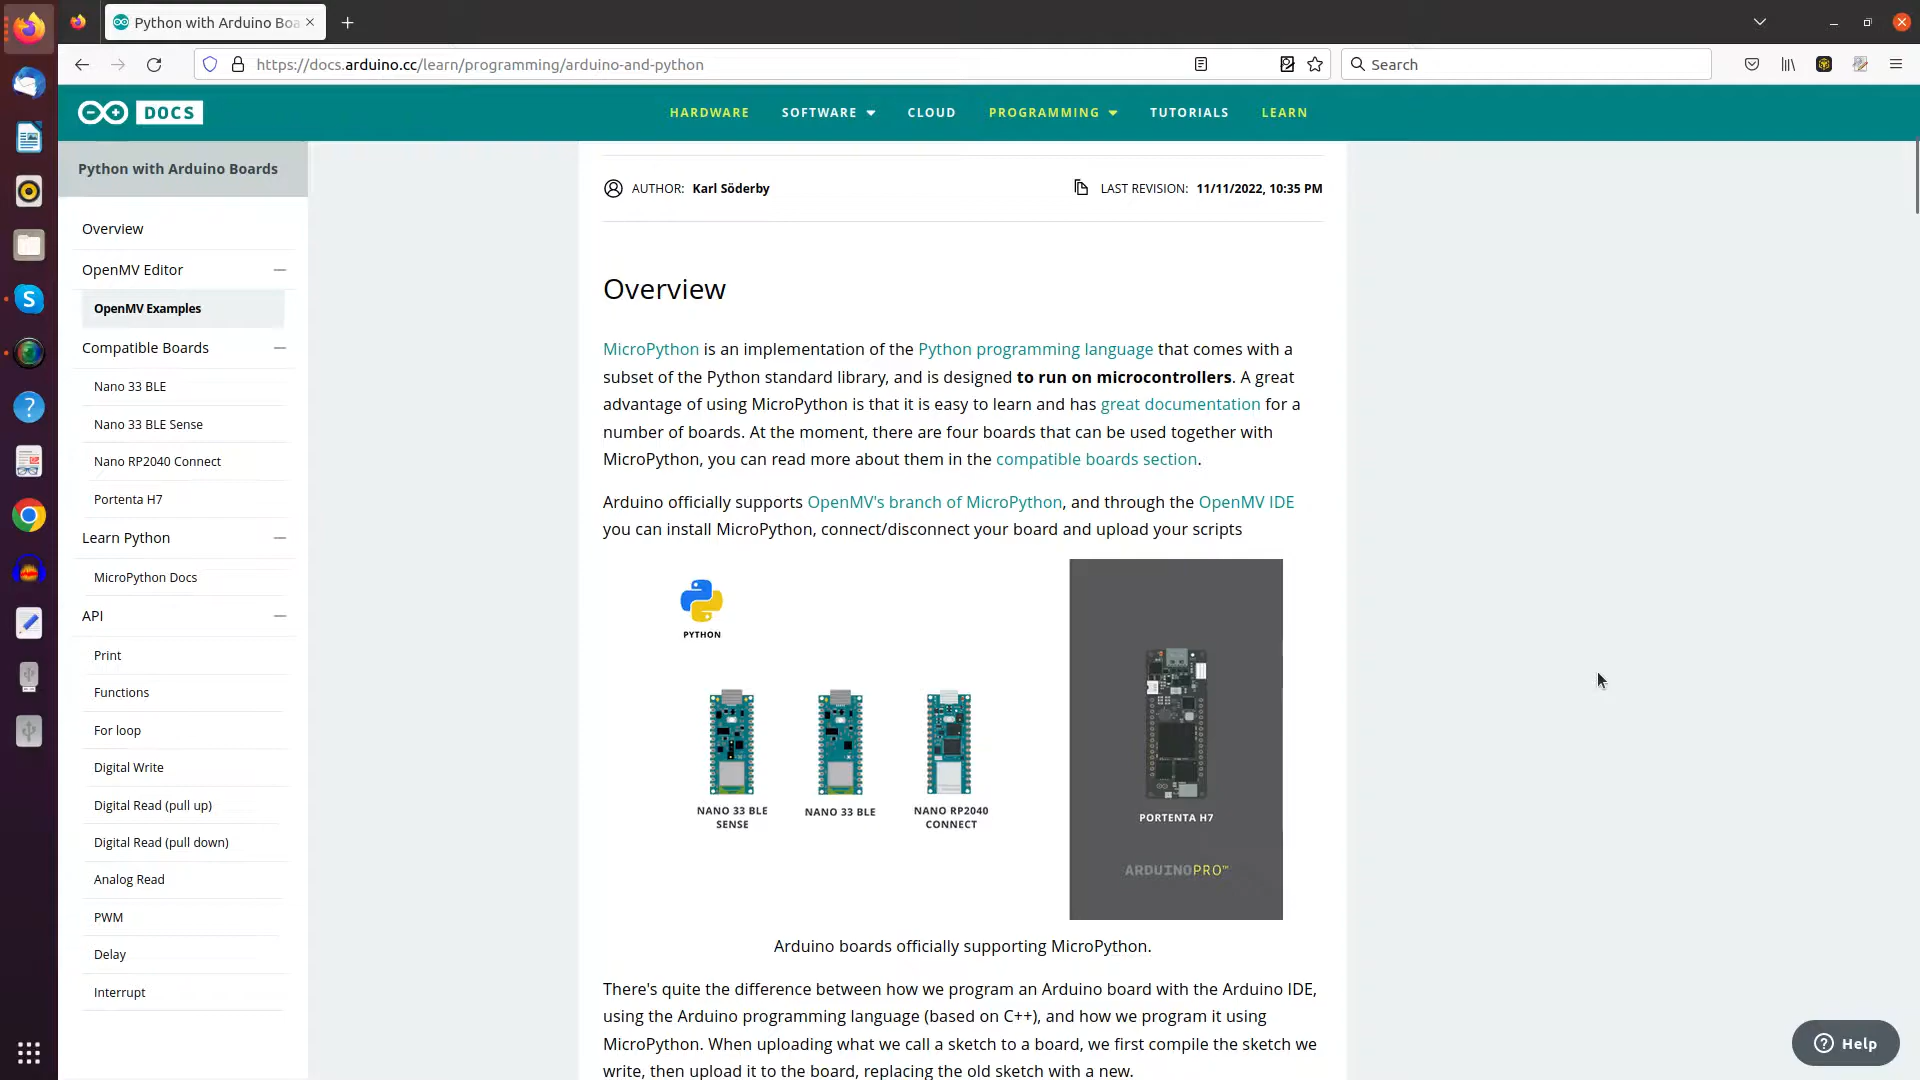 Python with Arduino Boa
https://docs.arduino.cc/learn/programming/arduino-and-python
Search
DOCS
HARDWARE
SOFTWARE
CLOUD
PROGRAMMING
TUTORIALS
LEARN
Python with Arduino Boards
Overview
OpenMV Editor
OpenMV Examples
Compatible Boards
Nano 33 BLE
Nano 33 BLE Sense
Nano RP2040 Connect
Portenta H7
Learn Python
MicroPython Docs
API
Print
Functions
For loop
Digital Write
Digital Read (pull up)
Digital Read (pull down)
Analog Read
PWM
Delay
Interrupt
AUTHOR: Karl Söderby
LAST REVISION: 11/11/2022, 10:35 PM
Overview
MicroPython is an implementation of the Python programming language that comes with a
subset of the Python standard library, and is designed to run on microcontrollers. A great
advantage of using MicroPython is that it is easy to learn and has great documentation for a
number of boards. At the moment, there are four boards that can be used together with
MicroPython, you can read more about them in the compatible boards section.
Arduino officially supports OpenMV's branch of MicroPython, and through the OpenMV IDE
you can install MicroPython, connect/disconnect your board and upload your scripts
PYTHON
NANO 33 BLE
SENSE
NANO 33 BLE
NANO RP2040
CONNECT
PORTENTA H7
ARDUINOPRO™
Arduino boards officially supporting MicroPython.
There's quite the difference between how we program an Arduino board with the Arduino IDE,
using the Arduino programming language (based on C++), and how we program it using
MicroPython. When uploading what we call a sketch to a board, we first compile the sketch we
write, then upload it to the board, replacing the old sketch with a new.
Help